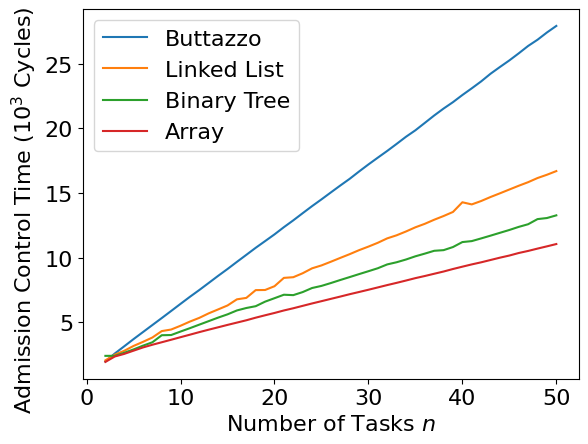 Admission Control Time (10³ Cycles)
25
20
15
10
5
Buttazzo
Linked List
Binary Tree
Array
0 10 20 30 40 50
Number of Tasks n